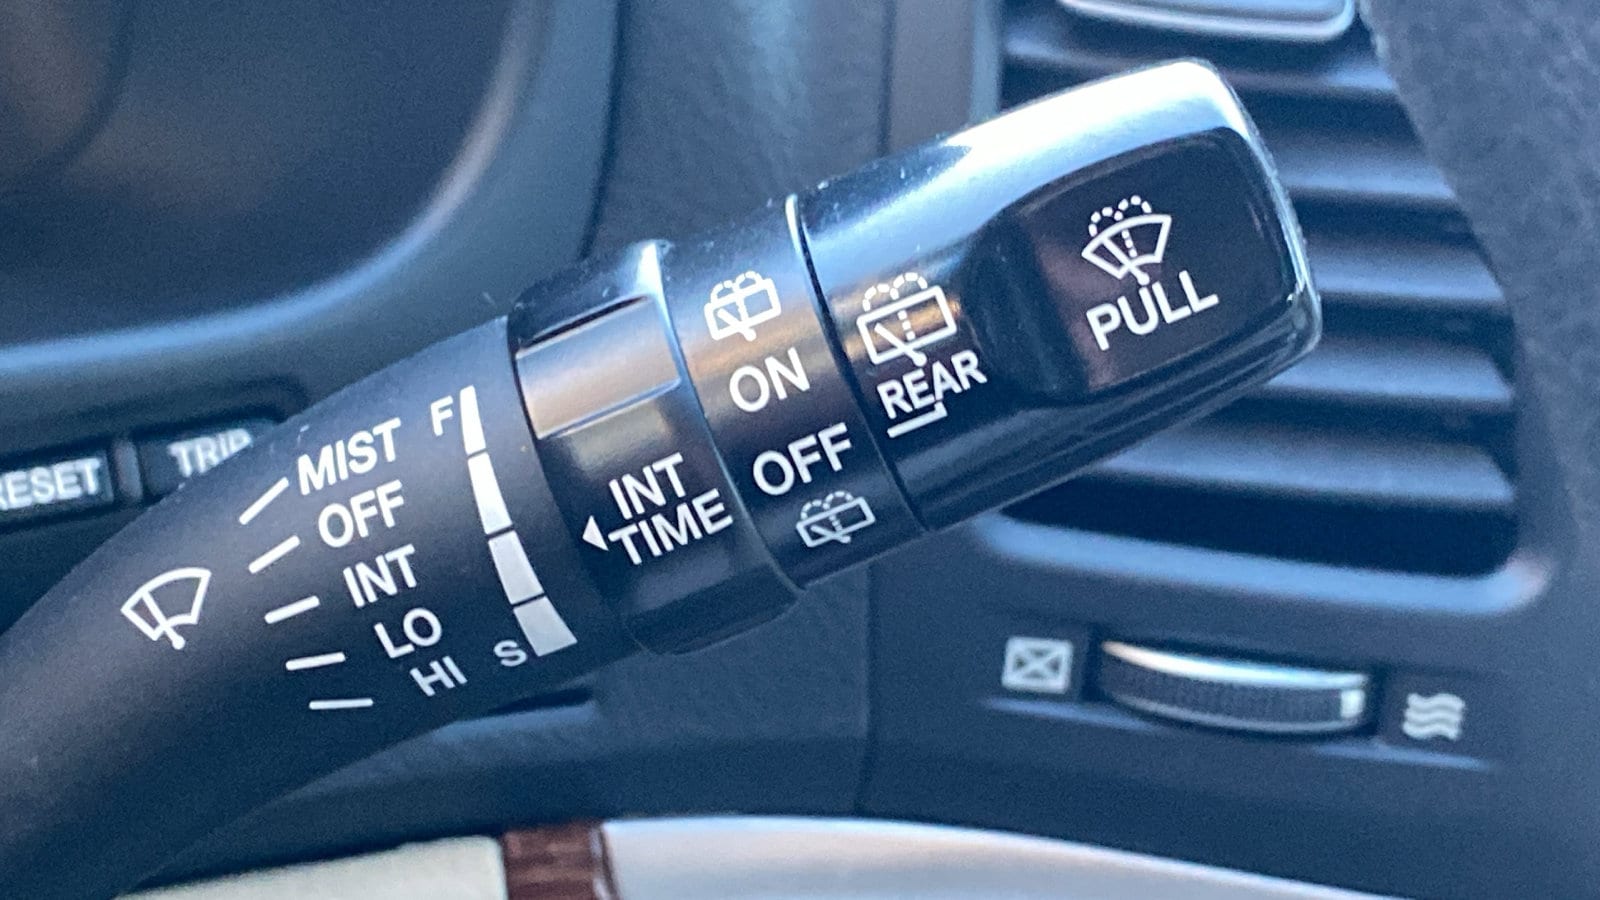 MIST
OFF
INT
LO
HI
F
S
INT
TIME
ON
OFF
REAR
PULL
RESET
TRIP